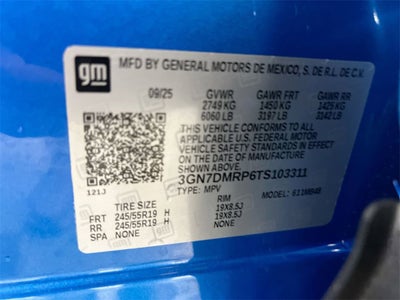 gm
MFD BY GENERAL MOTORS DE MEXICO, S. DE R.L. DE C.V.
09/25 GVWR GAWR FRT GAWR RR
2749 KG 1450 KG 1425 KG
6060 LB 3197 LB 3142 LB
THIS VEHICLE CONFORMS TO ALL
APPLICABLE U.S. FEDERAL MOTOR
VEHICLE SAFETY STANDARDS IN EFFECT
ON THE DATE OF MANUFACTURE
SHOWN ABOVE.
3GN7DMRP6TS103311
121J TYPE: MPV MODEL: 611MB48
TIRE SIZE RIM
FRT 245/55R19 H 19X8.5J
RR 245/55R19 H 19X8.5J
SPA NONE NONE